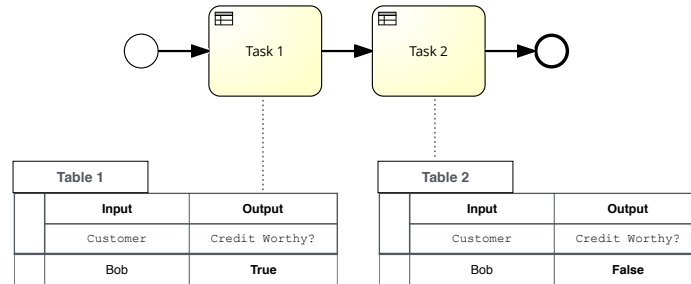 Task 1
Task 2
Table 1
Input Output
Customer Credit Worthy?
Bob True
Table 2
Input Output
Customer Credit Worthy?
Bob False